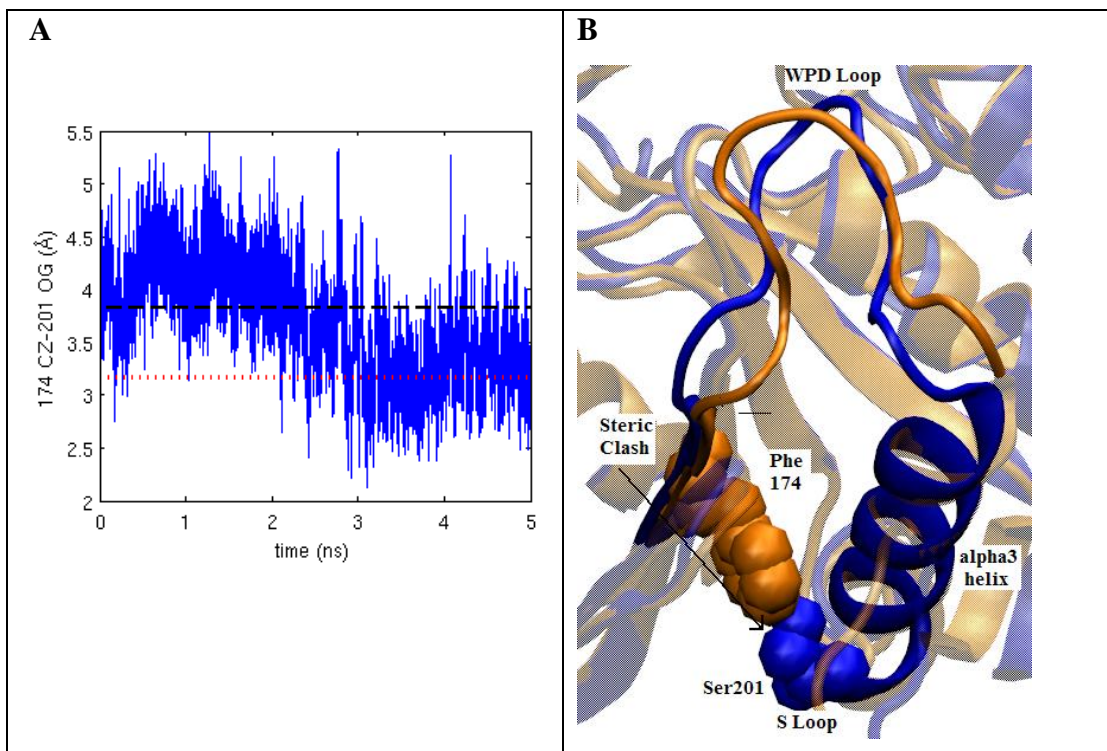 A
5.5
5
4.5
4
3.5
3
2.5
2
174 CZ-201 OG (Å)
0 1 2 3 4 5
time (ns)
B
WPD Loop
Steric
Clash
Phe
174
alpha3
helix
Ser201
S Loop